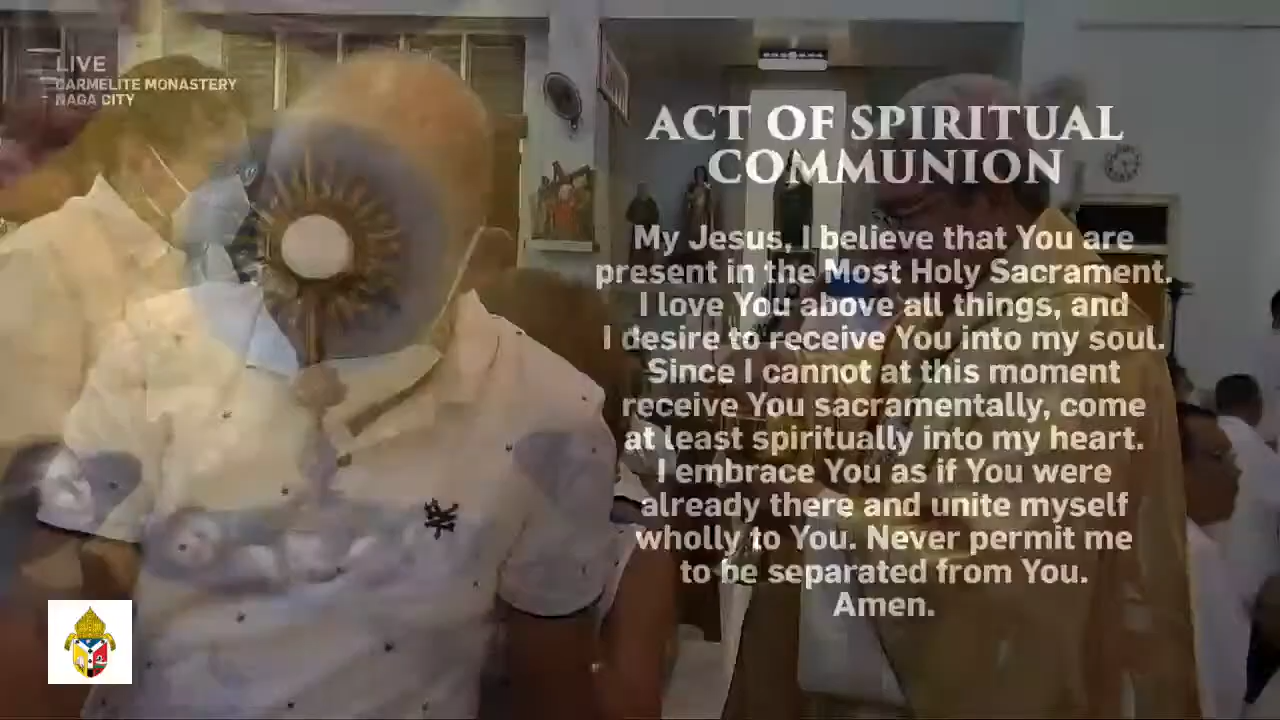 LIVE
CARMELITE MONASTERY
NAGA CITY
ACT OF SPIRITUAL
COMMUNION
My Jesus, I believe that You are
present in the Most Holy Sacrament.
I love You above all things, and
I desire to receive You into my soul.
Since I cannot at this moment
receive You sacramentally, come
at least spiritually into my heart.
I embrace You as if You were
already there and unite myself
wholly to You. Never permit me
to be separated from You.
Amen.